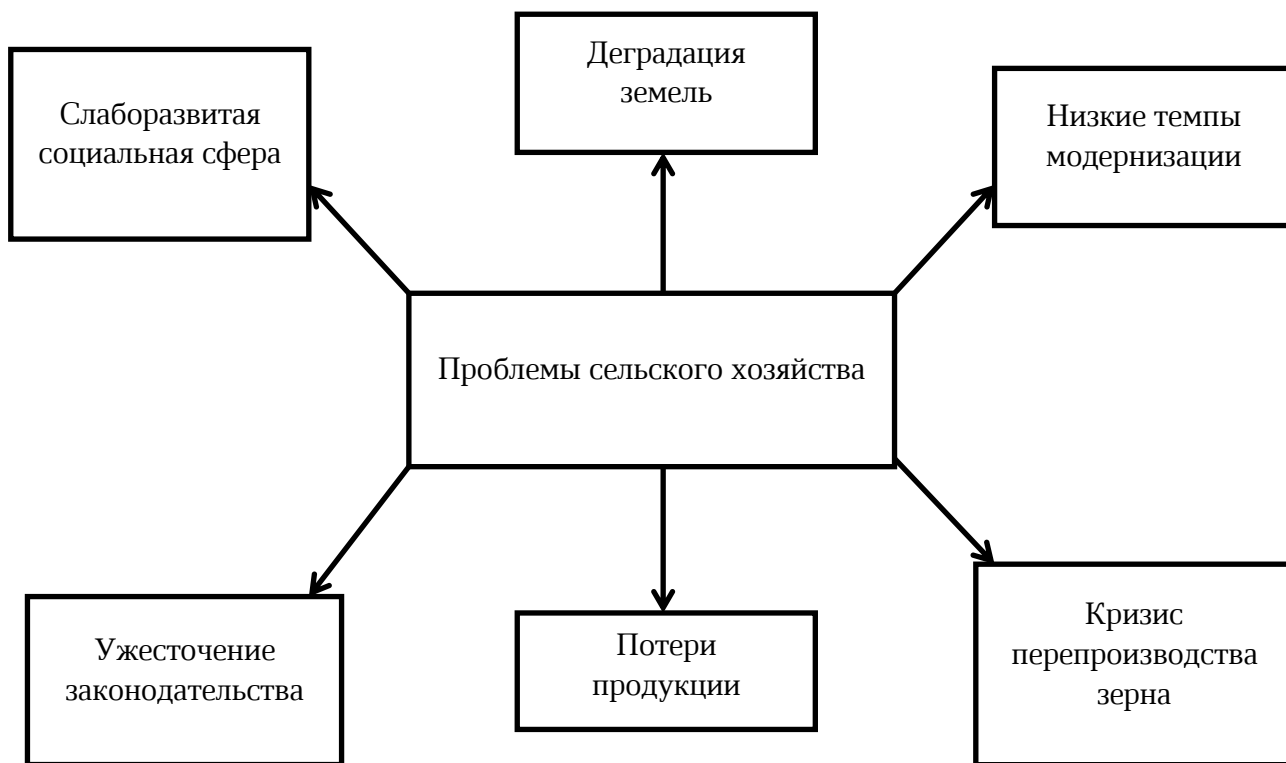 Деградация
земель
Слаборазвитая
социальная сфера
Низкие темпы
модернизации
Проблемы сельского хозяйства
Ужесточение
законодательства
Потери
продукции
Кризис
перепроизводства
зерна